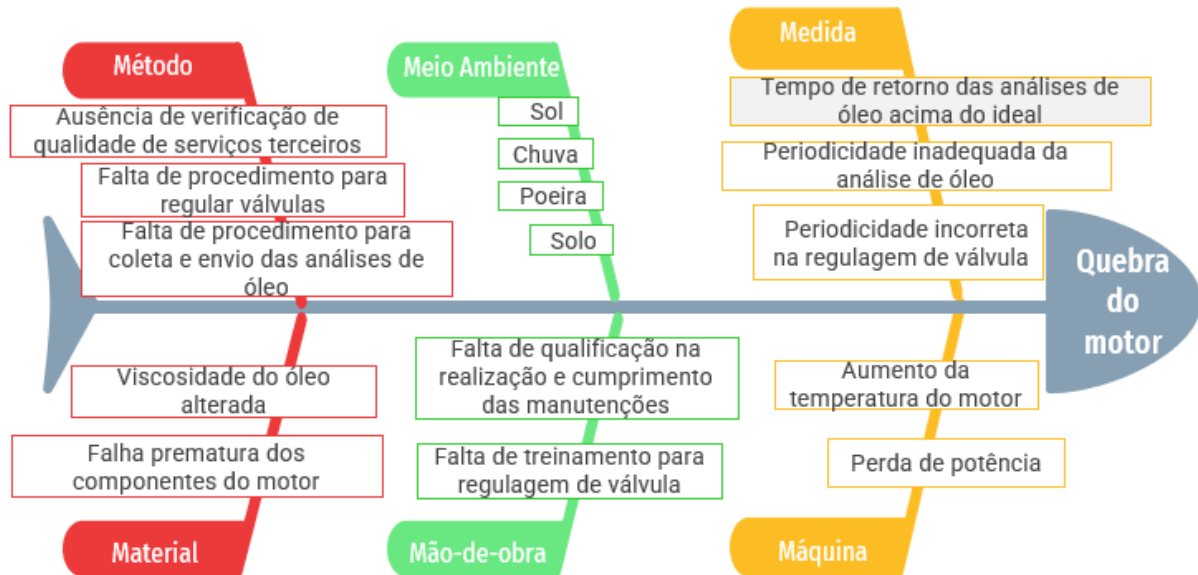 Método
Ausência de verificação de
qualidade de serviços terceiros
Falta de procedimento para
regular válvulas
Falta de procedimento para
coleta e envio das análises de
óleo
Meio Ambiente
Sol
Chuva
Poeira
Solo
Medida
Tempo de retorno das análises de
óleo acima do ideal
Periodicidade inadequada da
análise de óleo
Periodicidade incorreta
na regulagem de válvula
Quebra
do
motor
Viscosidade do óleo
alterada
Falha prematura dos
componentes do motor
Material
Falta de qualificação na
realização e cumprimento
das manutenções
Falta de treinamento para
regulagem de válvula
Mão-de-obra
Aumento da
temperatura do motor
Perda de potência
Máquina